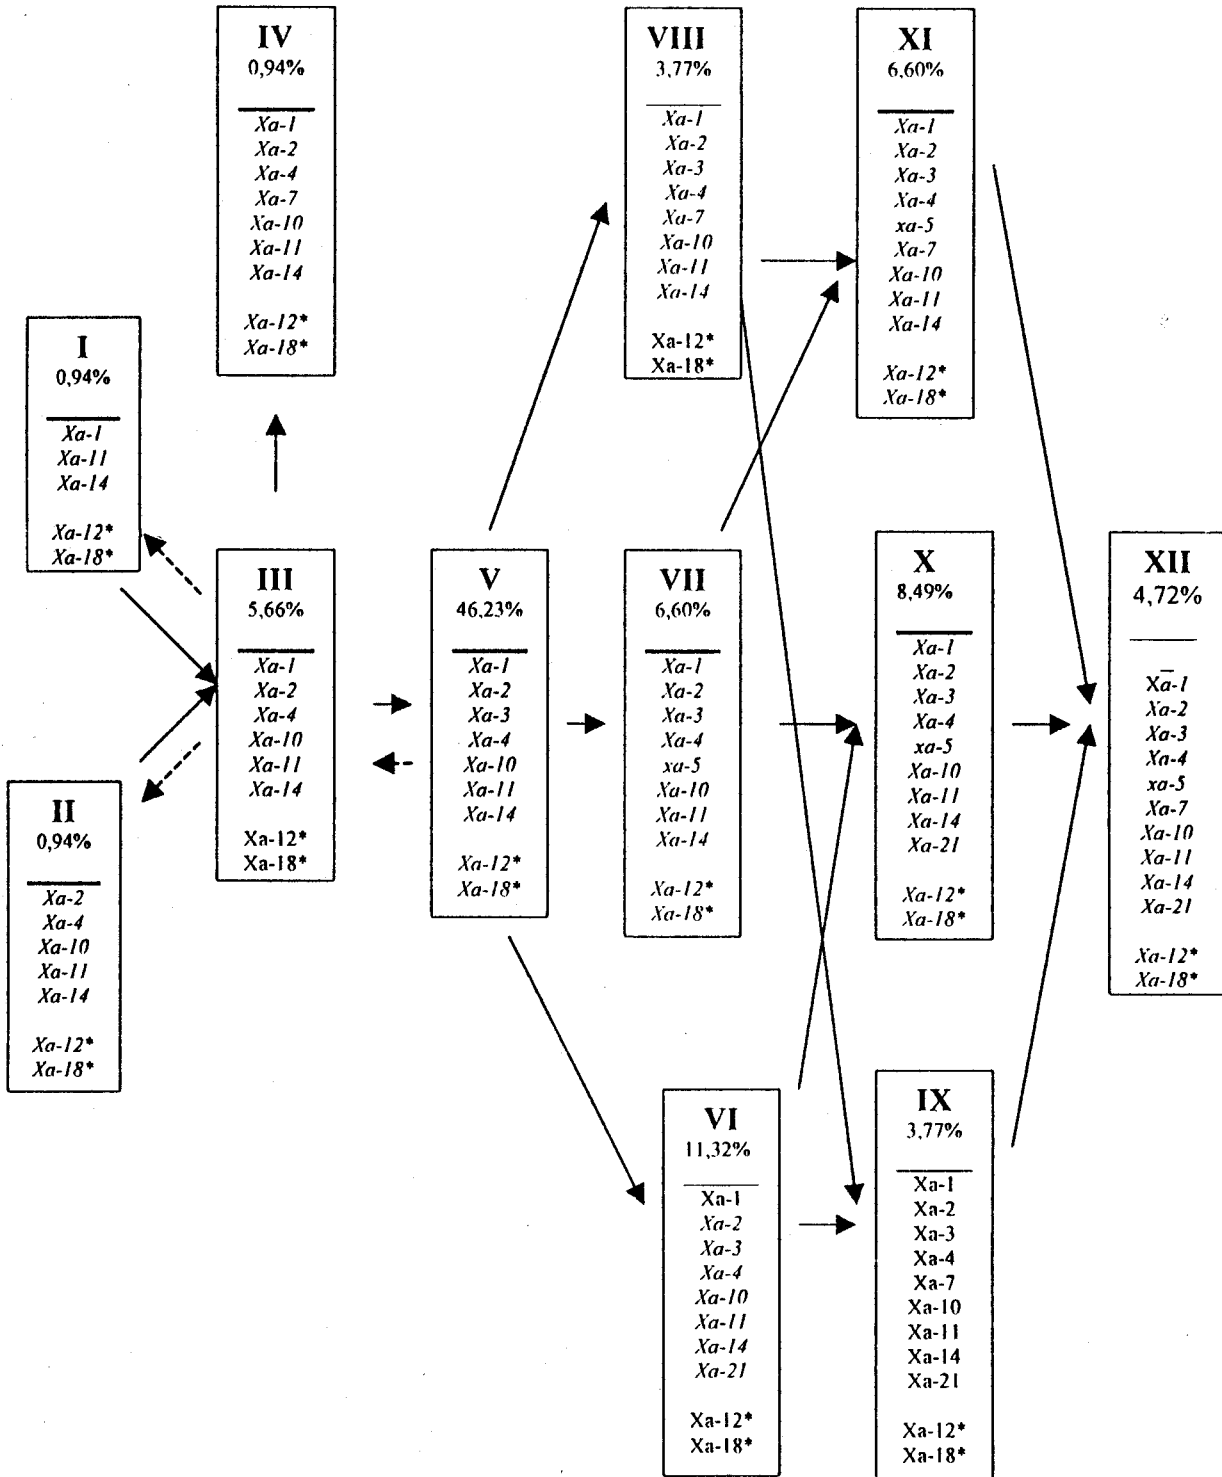 IV
0,94%
Xa-1
Xa-2
Xa-4
Xa-7
Xa-10
Xa-11
Xa-14
Xa-12*
Xa-18*
VIII
3,77%
Xa-1
Xa-2
Xa-3
Xa-4
Xa-7
Xa-10
Xa-11
Xa-14
Xa-12*
Xa-18*
XI
6,60%
Xa-1
Xa-2
Xa-3
Xa-4
xa-5
Xa-7
Xa-10
Xa-11
Xa-14
Xa-12*
Xa-18*
I
0,94%
Xa-1
Xa-11
Xa-14
Xa-12*
Xa-18*
III
5,66%
Xa-1
Xa-2
Xa-4
Xa-10
Xa-11
Xa-14
Xa-12*
Xa-18*
V
46,23%
Xa-1
Xa-2
Xa-3
Xa-4
Xa-10
Xa-11
Xa-14
Xa-12*
Xa-18*
VII
6,60%
Xa-1
Xa-2
Xa-3
Xa-4
xa-5
Xa-10
Xa-11
Xa-14
Xa-12*
Xa-18*
X
8,49%
Xa-1
Xa-2
Xa-3
Xa-4
xa-5
Xa-10
Xa-11
Xa-14
Xa-21
Xa-12*
Xa-18*
XII
4,72%
Xa-1
Xa-2
Xa-3
Xa-4
xa-5
Xa-7
Xa-10
Xa-11
Xa-14
Xa-21
Xa-12*
Xa-18*
II
0,94%
Xa-2
Xa-4
Xa-10
Xa-11
Xa-14
Xa-12*
Xa-18*
VI
11,32%
Xa-1
Xa-2
Xa-3
Xa-4
Xa-10
Xa-11
Xa-14
Xa-21
Xa-12*
Xa-18*
IX
3,77%
Xa-1
Xa-2
Xa-3
Xa-4
Xa-7
Xa-10
Xa-11
Xa-14
Xa-21
Xa-12*
Xa-18*